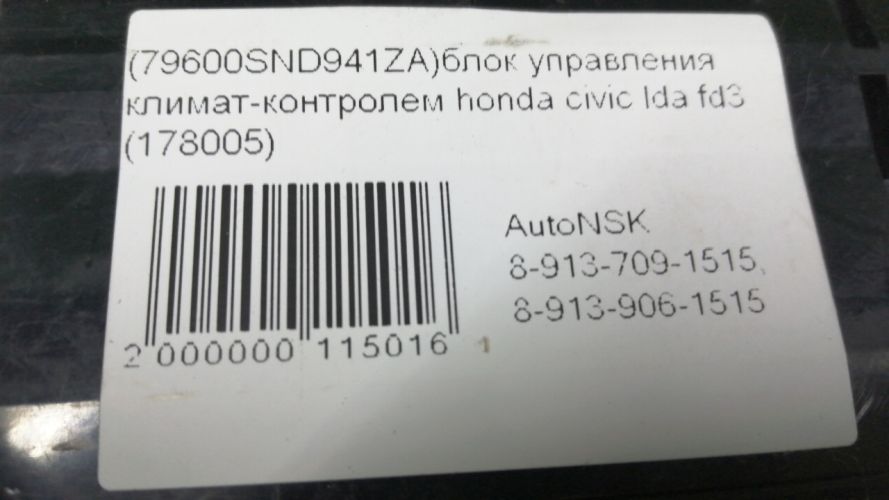 (79600SND941ZA)блок управления
климат-контролем honda civic lda fd3
(178005)
AutoNSK
8-913-709-1515,
8-913-906-1515
2 000000 115016